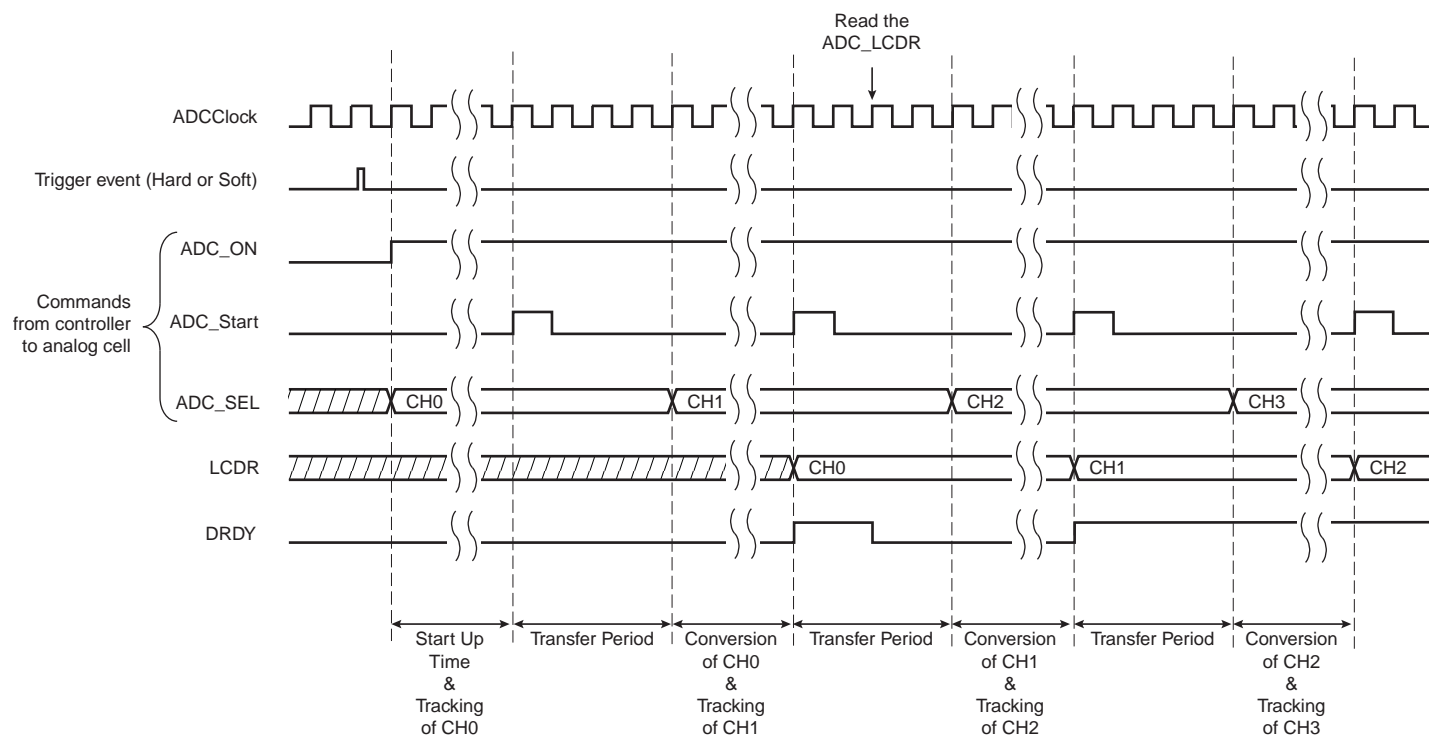 Read the
ADC_LCDR
ADCClock
Trigger event (Hard or Soft)
ADC_ON
Commands
from controller
to analog cell
ADC_Start
ADC_SEL
CH0
CH1
CH2
CH3
LCDR
CH0
CH1
CH2
DRDY
Start Up
Time
&
Tracking
of CH0
Transfer Period
Conversion
of CH0
&
Tracking
of CH1
Transfer Period
Conversion
of CH1
&
Tracking
of CH2
Transfer Period
Conversion
of CH2
&
Tracking
of CH3